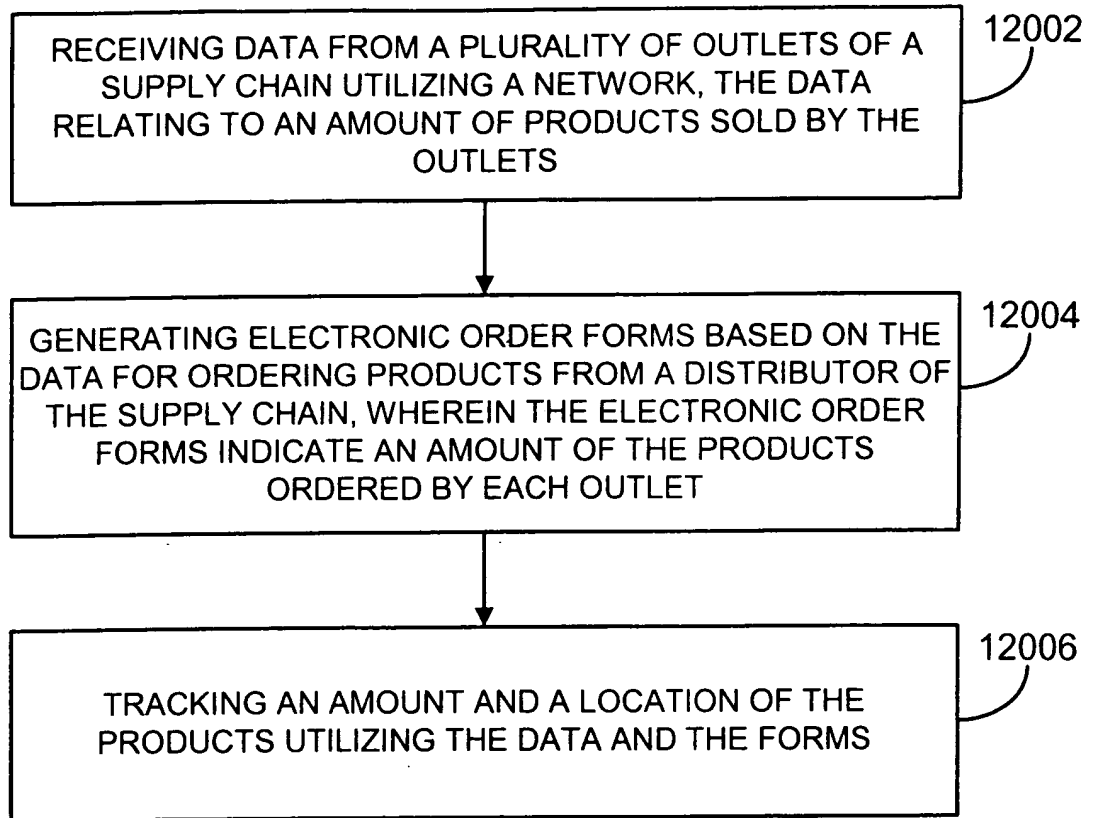 RECEIVING DATA FROM A PLURALITY OF OUTLETS OF A
SUPPLY CHAIN UTILIZING A NETWORK, THE DATA
RELATING TO AN AMOUNT OF PRODUCTS SOLD BY THE
OUTLETS
12002
GENERATING ELECTRONIC ORDER FORMS BASED ON THE
DATA FOR ORDERING PRODUCTS FROM A DISTRIBUTOR OF
THE SUPPLY CHAIN, WHEREIN THE ELECTRONIC ORDER
FORMS INDICATE AN AMOUNT OF THE PRODUCTS
ORDERED BY EACH OUTLET
12004
TRACKING AN AMOUNT AND A LOCATION OF THE
PRODUCTS UTILIZING THE DATA AND THE FORMS
12006